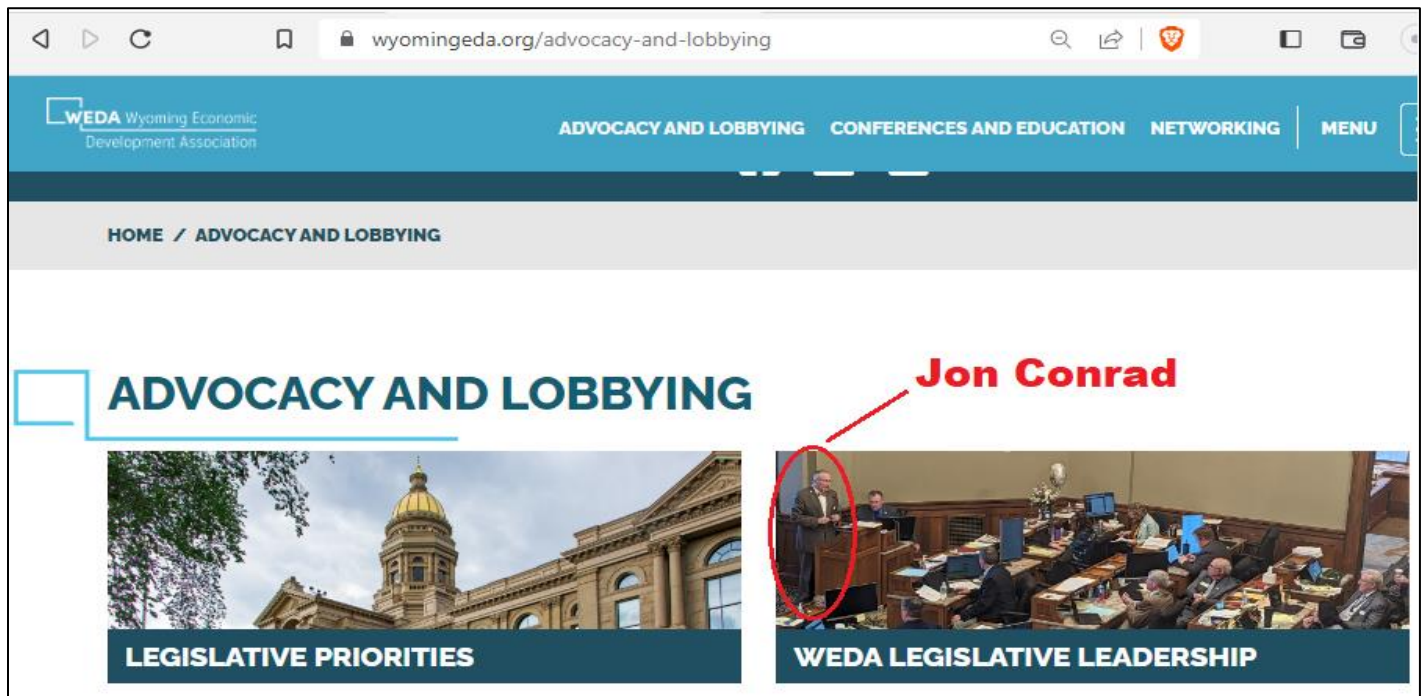 wyomingeda.org/advocacy-and-lobbying
WEDA Wyoming Economic
Development Association
ADVOCACY AND LOBBYING CONFERENCES AND EDUCATION NETWORKING MENU
HOME / ADVOCACY AND LOBBYING
Jon Conrad
ADVOCACY AND LOBBYING
LEGISLATIVE PRIORITIES
WEDA LEGISLATIVE LEADERSHIP